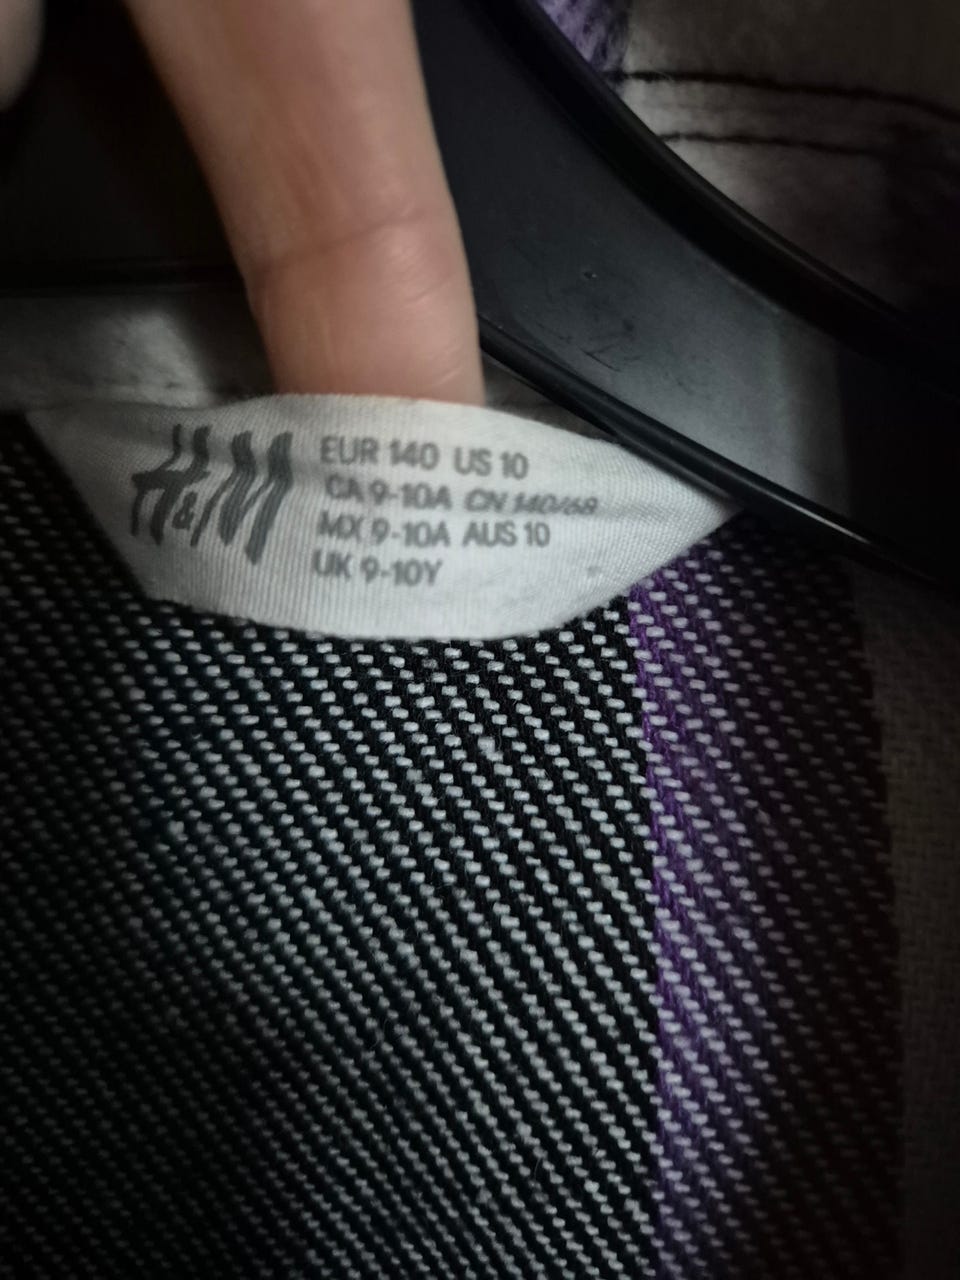 H&M
EUR 140 US 10
CA 9-10A CN 140/68
MX 9-10A AUS 10
UK 9-10Y